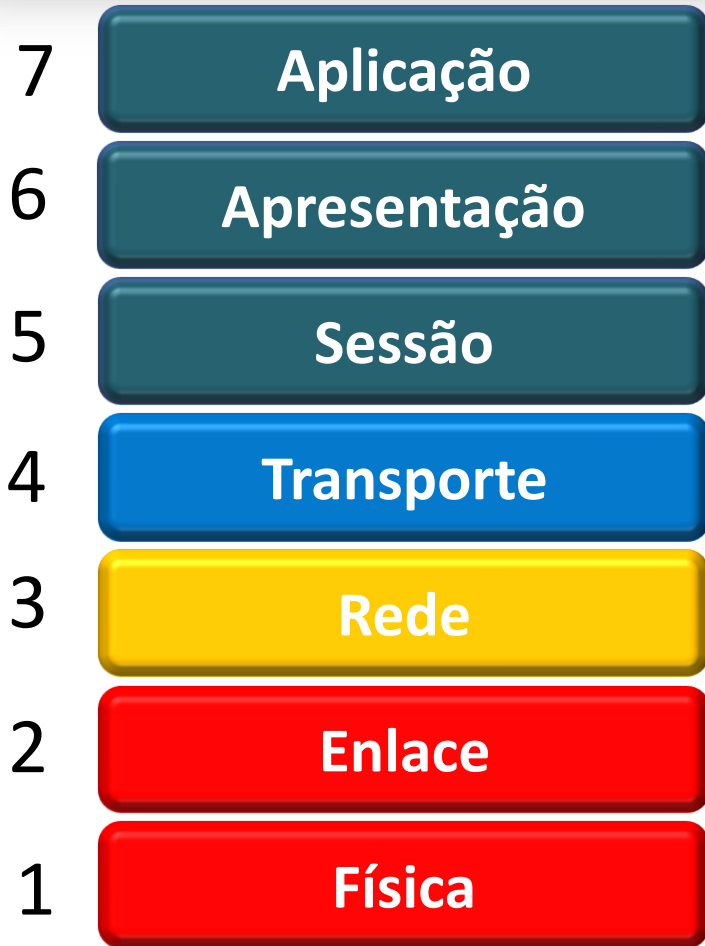 7 Aplicação
6 Apresentação
5 Sessão
4 Transporte
3 Rede
2 Enlace
1 Física